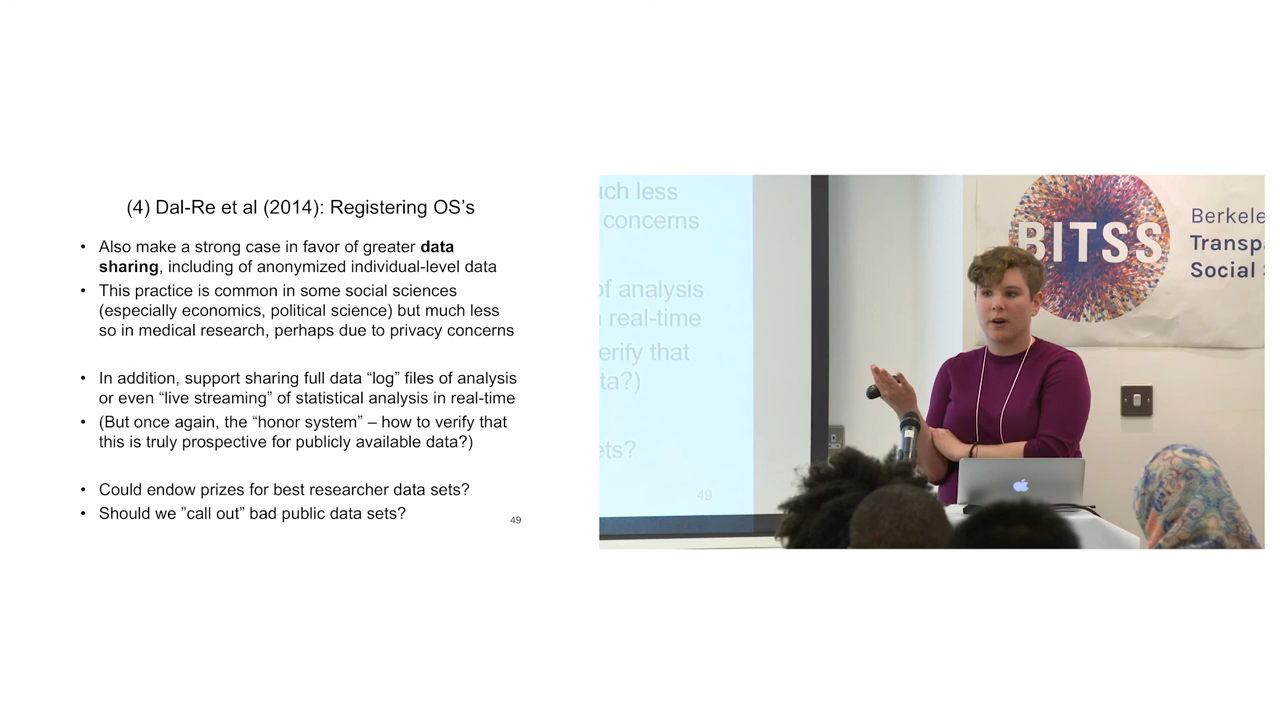 (4) Dal-Re et al (2014): Registering OS’s
• Also make a strong case in favor of greater data
sharing, including of anonymized individual-level data
• This practice is common in some social sciences
(especially economics, political science) but much less
so in medical research, perhaps due to privacy concerns
• In addition, support sharing full data “log” files of analysis
or even “live streaming” of statistical analysis in real-time
• (But once again, the “honor system” – how to verify that
this is truly prospective for publicly available data?)
• Could endow prizes for best researcher data sets?
• Should we ”call out” bad public data sets?
49
uch less
concerns
of analysis
real-time
erify that
ta?)
ets?
49
BITSS
Berkele
Transpa
Social S